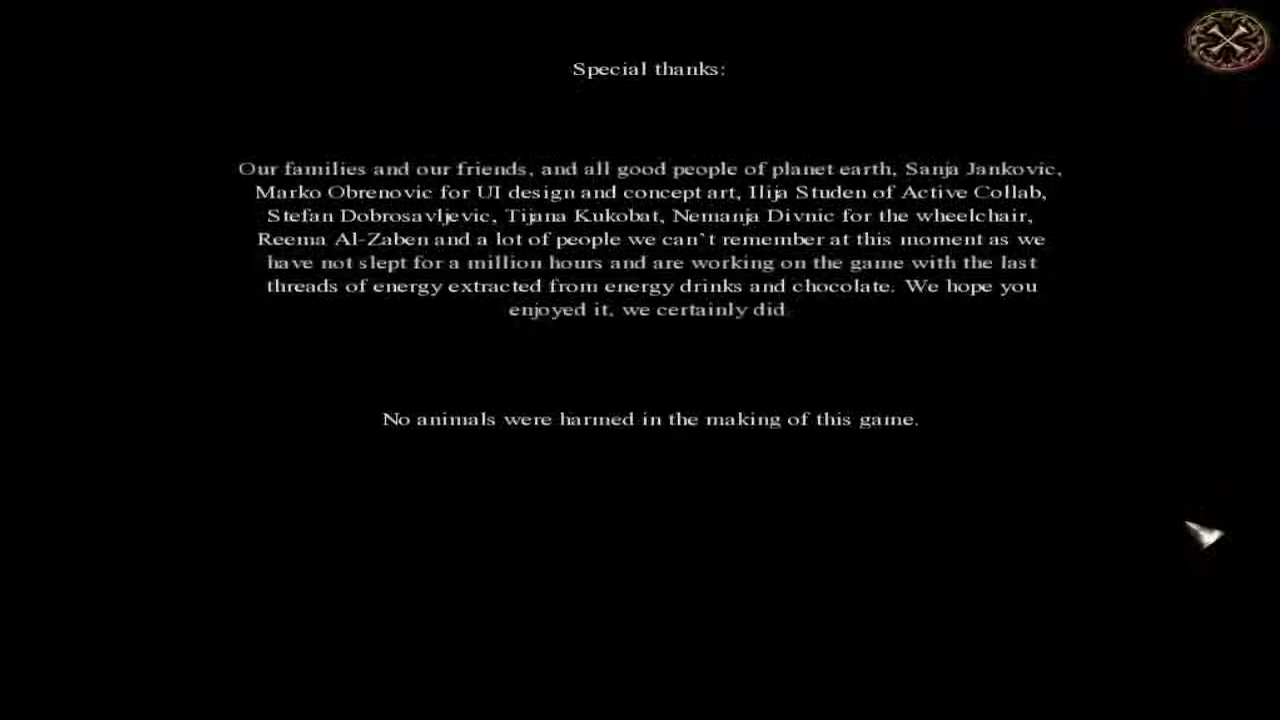 Special thanks:
Our families and our friends, and all good people of planet earth, Sanja Jankovic,
Marko Obrenovic for UI design and concept art, Ilija Studen of Active Collab,
Stefan Dobrosavljevic, Tijana Kukobat, Nemanja Divnic for the wheelchair,
Reema Al-Zaben and a lot of people we can`t remember at this moment as we
have not slept for a million hours and are working on the game with the last
threads of energy extracted from energy drinks and chocolate. We hope you
enjoyed it, we certainly did.
No animals were harmed in the making of this game.